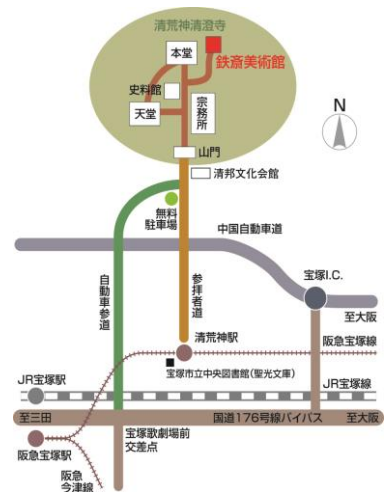 清荒神清澄寺
本堂
鉄斎美術館
史料館
天堂
宗務所
N
山門
清邦文化会館
無料
駐車場
中国自動車道
自動車参道
参拝者道
宝塚I.C.
至大阪
清荒神駅
阪急宝塚線
宝塚市立中央図書館(聖光文庫)
JR宝塚駅
JR宝塚線
至三田
国道176号線バイパス
至大阪
宝塚歌劇場前
交差点
阪急宝塚駅
阪急
今津線